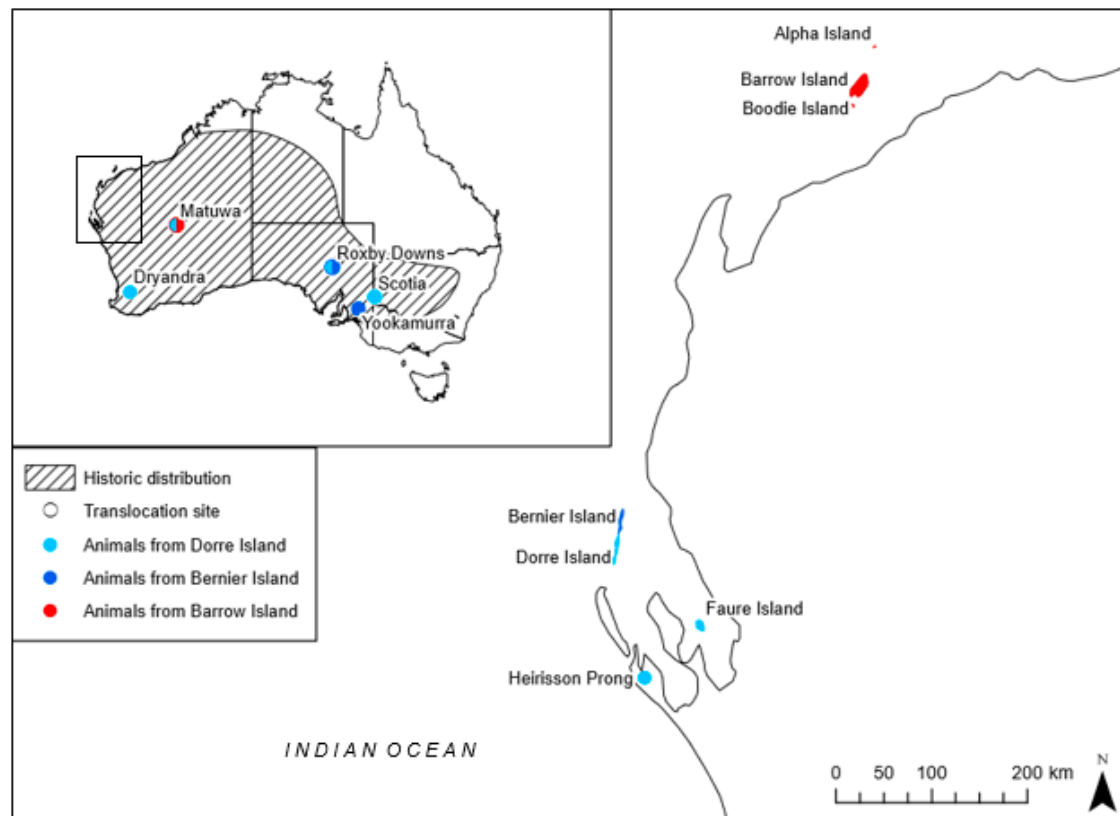 Alpha Island
Barrow Island
Boodie Island
Matuwa
Roxby Downs
Dryandra
Scotia
Yookamurra
Historic distribution
Translocation site
Animals from Dorre Island
Animals from Bernier Island
Animals from Barrow Island
Bernier Island
Dorre Island
Faure Island
Heirisson Prong
INDIAN OCEAN
N
0 50 100 200 km